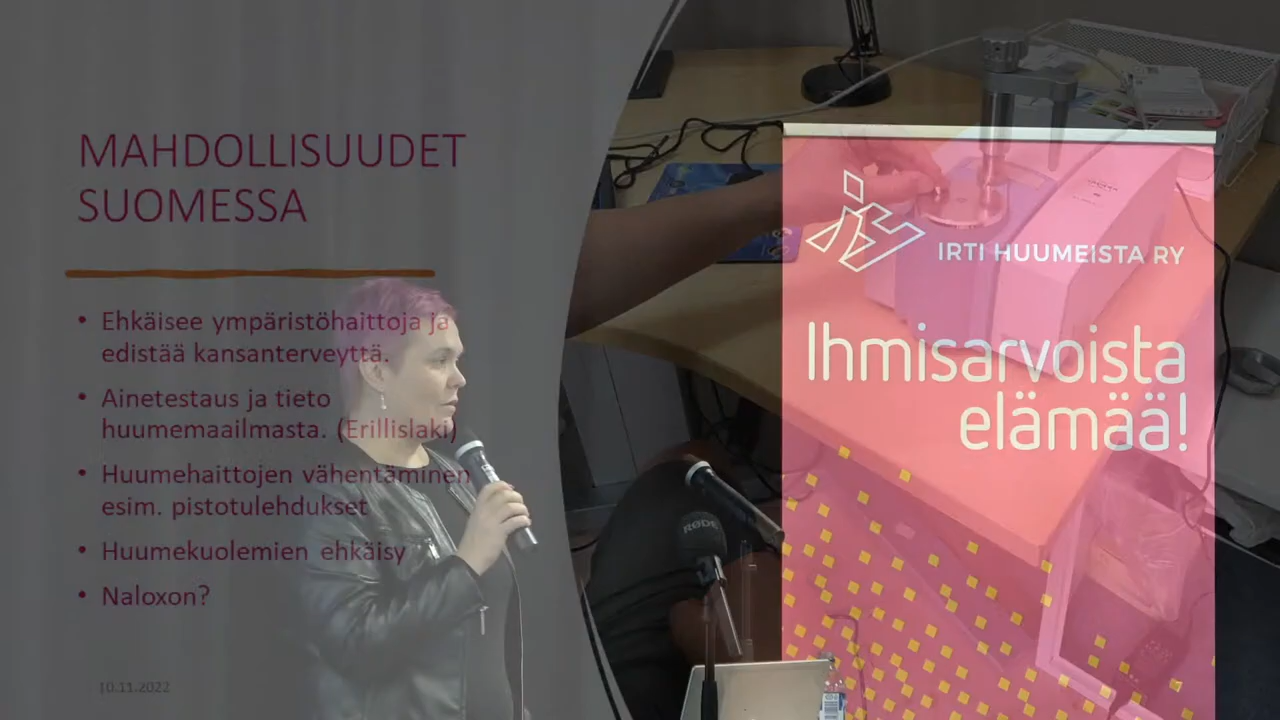 MAHDOLLISUUDET
SUOMESSA
• Ehkäisee ympäristöhaittoja ja
edistää kansanterveyttä.
• Ainetestaus ja tieto
huumemaailmasta. (Erillislaki)
• Huumehaittojen vähentäminen
esim. pistotulehdukset
• Huumekuolemien ehkäisy
• Naloxon?
10.11.2022
IRTI HUUMEISTA RY
Ihmisarvoista
elämää!
RØDE